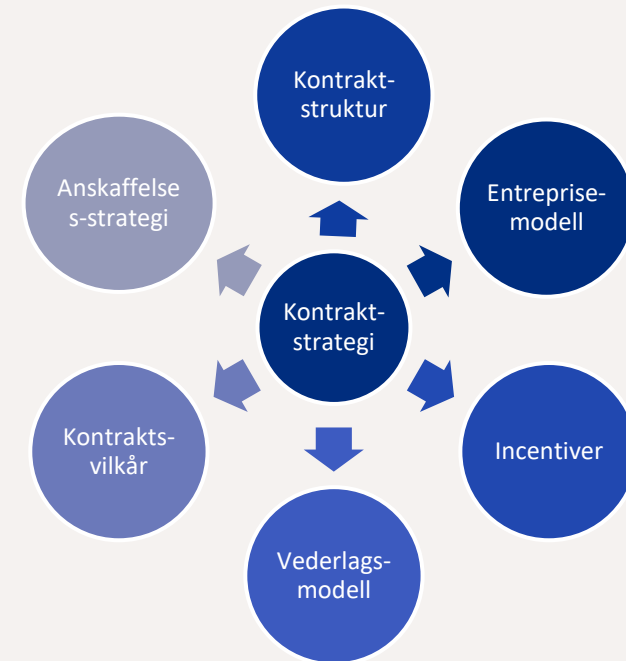 Kontrakt-
struktur
Anskaffelse
s-strategi
Entreprise-
modell
Kontrakt-
strategi
Kontrakts-
vilkår
Incentiver
Vederlags-
modell